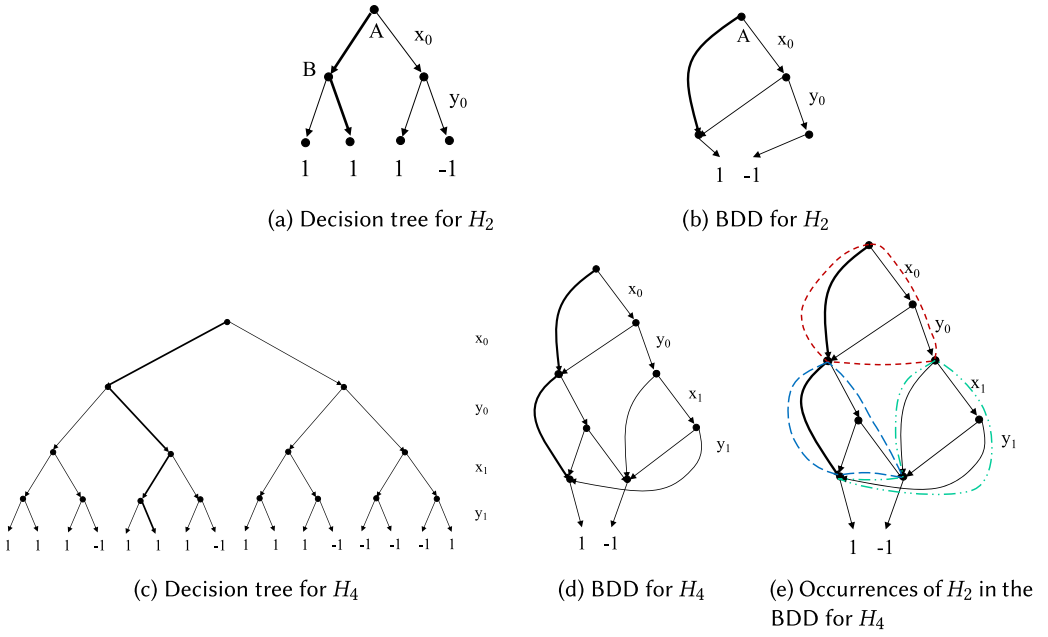 A
x0
B
y0
1 1 1 -1
(a) Decision tree for H2
A
x0
y0
1 -1
(b) BDD for H2
x0
y0
x1
y1
1 1 1 -1 1 1 1 -1 1 1 1 -1 -1 -1 -1 1
(c) Decision tree for H4
x0
y0
x1
y1
1 -1
(d) BDD for H4
x0
y0
x1
y1
1 -1
(e) Occurrences of H2 in the
BDD for H4